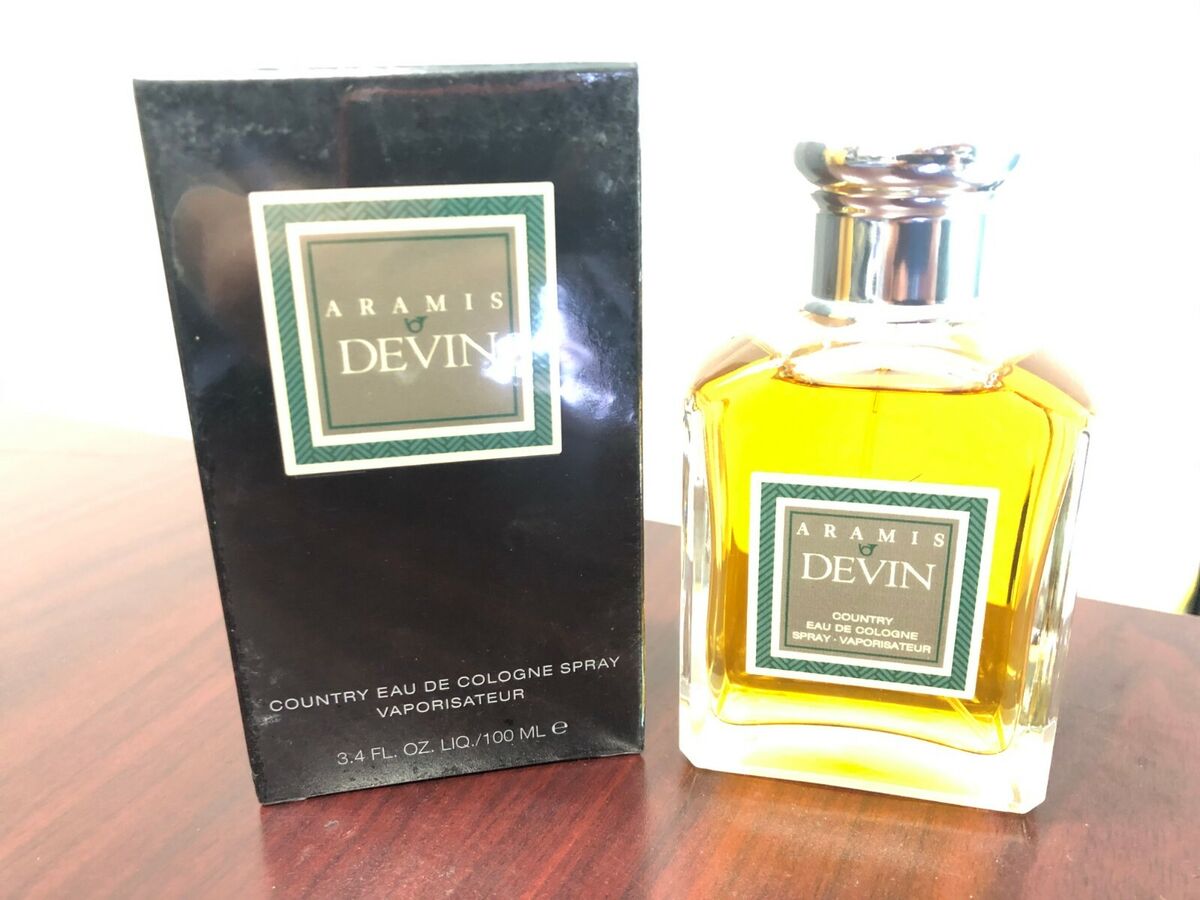 ARAMIS
DEVIN
COUNTRY EAU DE COLOGNE SPRAY
VAPORISATEUR
3.4 FL. OZ. LIQ./100 ML ℮
ARAMIS
DEVIN
COUNTRY
EAU DE COLOGNE
SPRAY · VAPORISATEUR